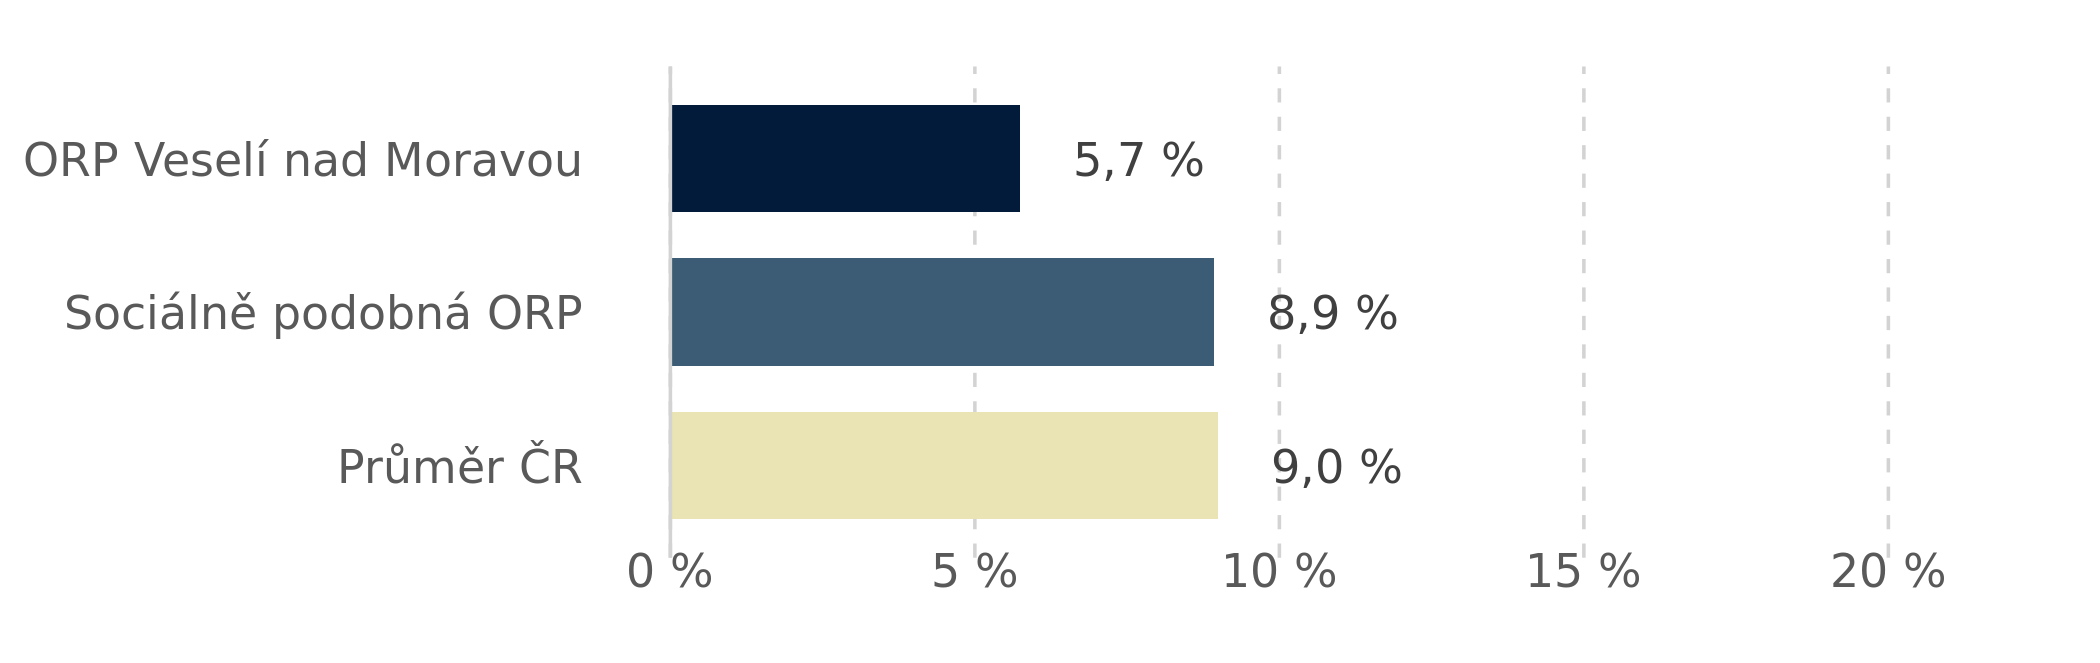 ORP Veselí nad Moravou 5,7 %
Sociálně podobná ORP 8,9 %
Průměr ČR 9,0 %
0 % 5 % 10 % 15 % 20 %